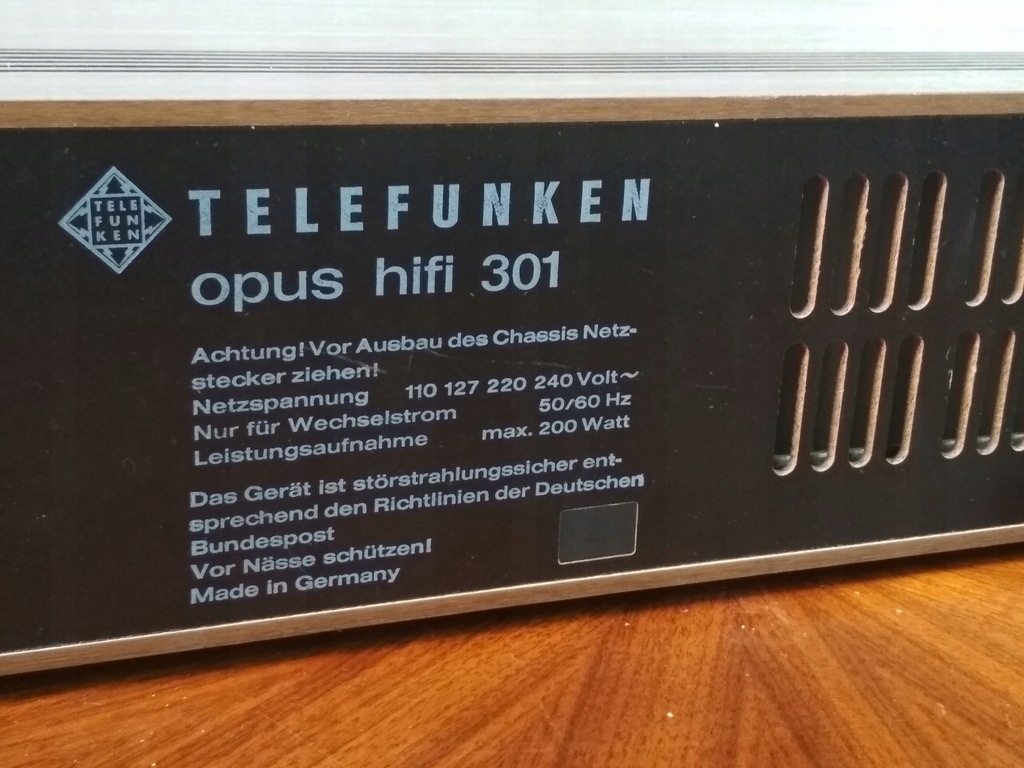 TELE
FUN
KEN
TELEFUNKEN
opus hifi 301
Achtung! Vor Ausbau des Chassis Netz-
stecker ziehen!
Netzspannung 110 127 220 240 Volt~
Nur für Wechselstrom 50/60 Hz
Leistungsaufnahme max. 200 Watt
Das Gerät ist störstrahlungssicher ent-
sprechend den Richtlinien der Deutschen
Bundespost
Vor Nässe schützen!
Made in Germany